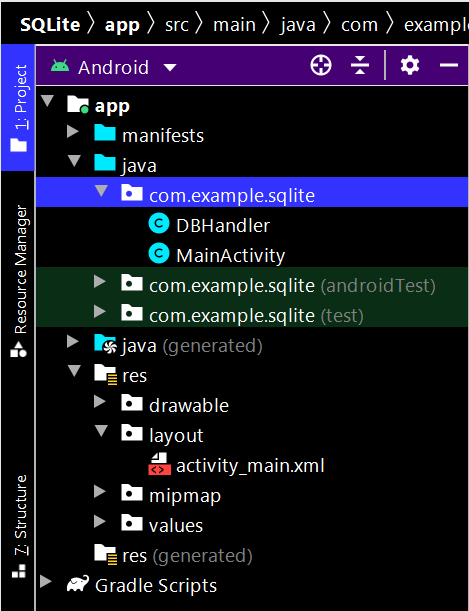 SQLite 〉 app 〉 src 〉 main 〉 java 〉 com 〉 example
1: Project
Resource Manager
7: Structure
Android
app
manifests
java
com.example.sqlite
DBHandler
MainActivity
com.example.sqlite (androidTest)
com.example.sqlite (test)
java (generated)
res
drawable
layout
activity_main.xml
mipmap
values
res (generated)
Gradle Scripts